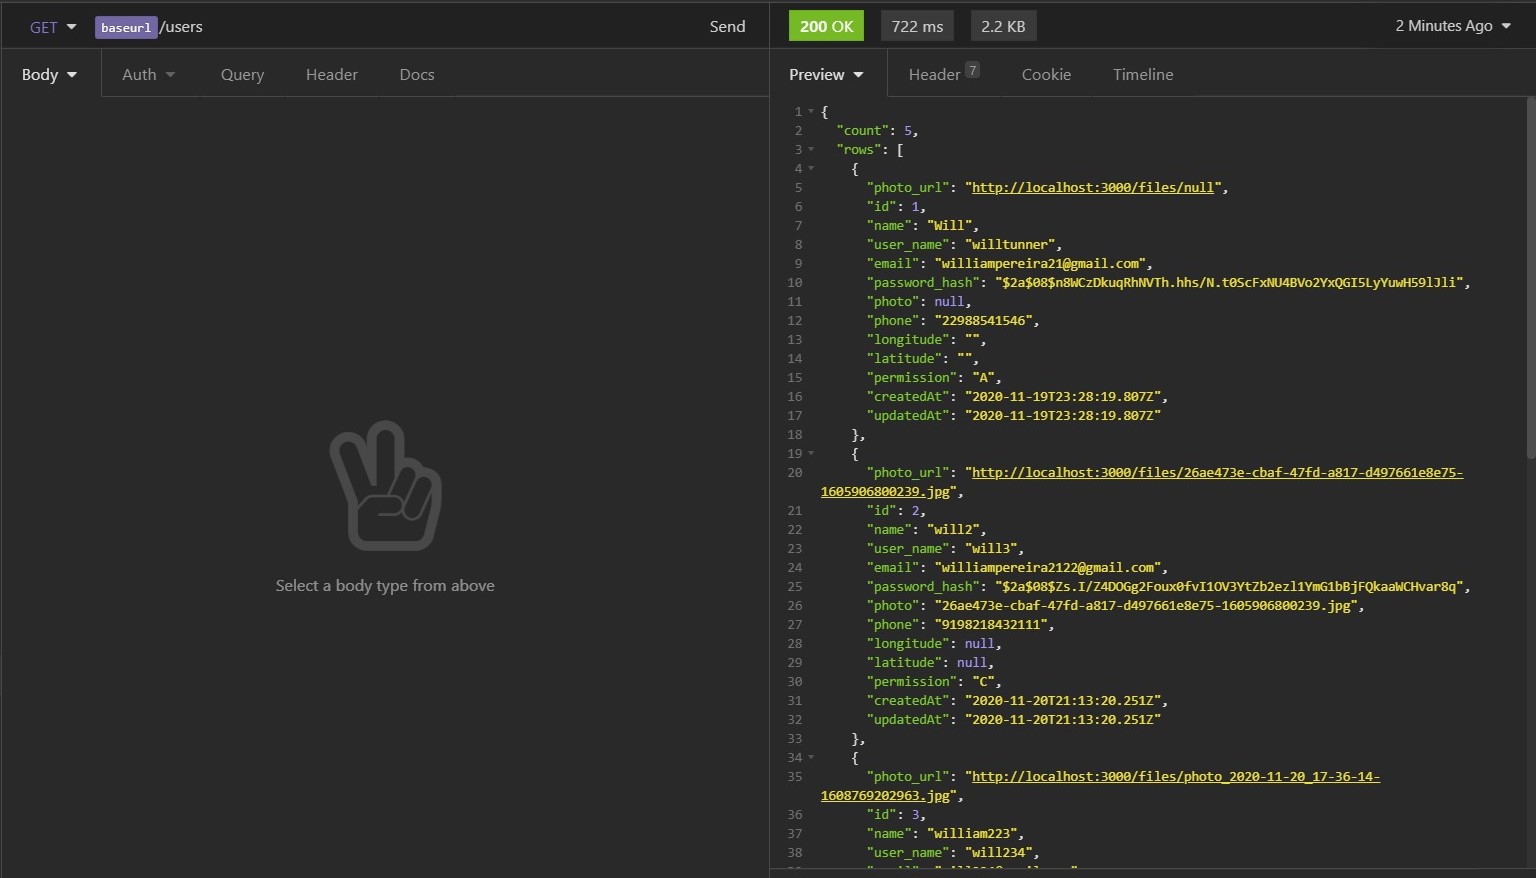 GET baseurl/users Send
200 OK 722 ms 2.2 KB 2 Minutes Ago
Body Auth Query Header Docs
Preview Header 7 Cookie Timeline
Select a body type from above
1 {
2 "count": 5,
3 "rows": [
4 {
5 "photo_url": "http://localhost:3000/files/null",
6 "id": 1,
7 "name": "Will",
8 "user_name": "willtunner",
9 "email": "williampereira21@gmail.com",
10 "password_hash": "$2a$08$n8WCzDkuqRhNVTh.hhs/N.t0ScFxNU4BVo2YxQGI5LyYuwH59lJli",
11 "photo": null,
12 "phone": "22988541546",
13 "longitude": "",
14 "latitude": "",
15 "permission": "A",
16 "createdAt": "2020-11-19T23:28:19.807Z",
17 "updatedAt": "2020-11-19T23:28:19.807Z"
18 },
19 {
20 "photo_url": "http://localhost:3000/files/26ae473e-cbaf-47fd-a817-d497661e8e75-
1605906800239.jpg",
21 "id": 2,
22 "name": "will2",
23 "user_name": "will3",
24 "email": "williampereira2122@gmail.com",
25 "password_hash": "$2a$08$Zs.I/Z4DOGg2Foux0fvI1OV3YtZb2ezl1YmG1bBjFQkaaWCHvar8q",
26 "photo": "26ae473e-cbaf-47fd-a817-d497661e8e75-1605906800239.jpg",
27 "phone": "9198218432111",
28 "longitude": null,
29 "latitude": null,
30 "permission": "C",
31 "createdAt": "2020-11-20T21:13:20.251Z",
32 "updatedAt": "2020-11-20T21:13:20.251Z"
33 },
34 {
35 "photo_url": "http://localhost:3000/files/photo_2020-11-20_17-36-14-
1608769202963.jpg",
36 "id": 3,
37 "name": "william223",
38 "user_name": "will234",